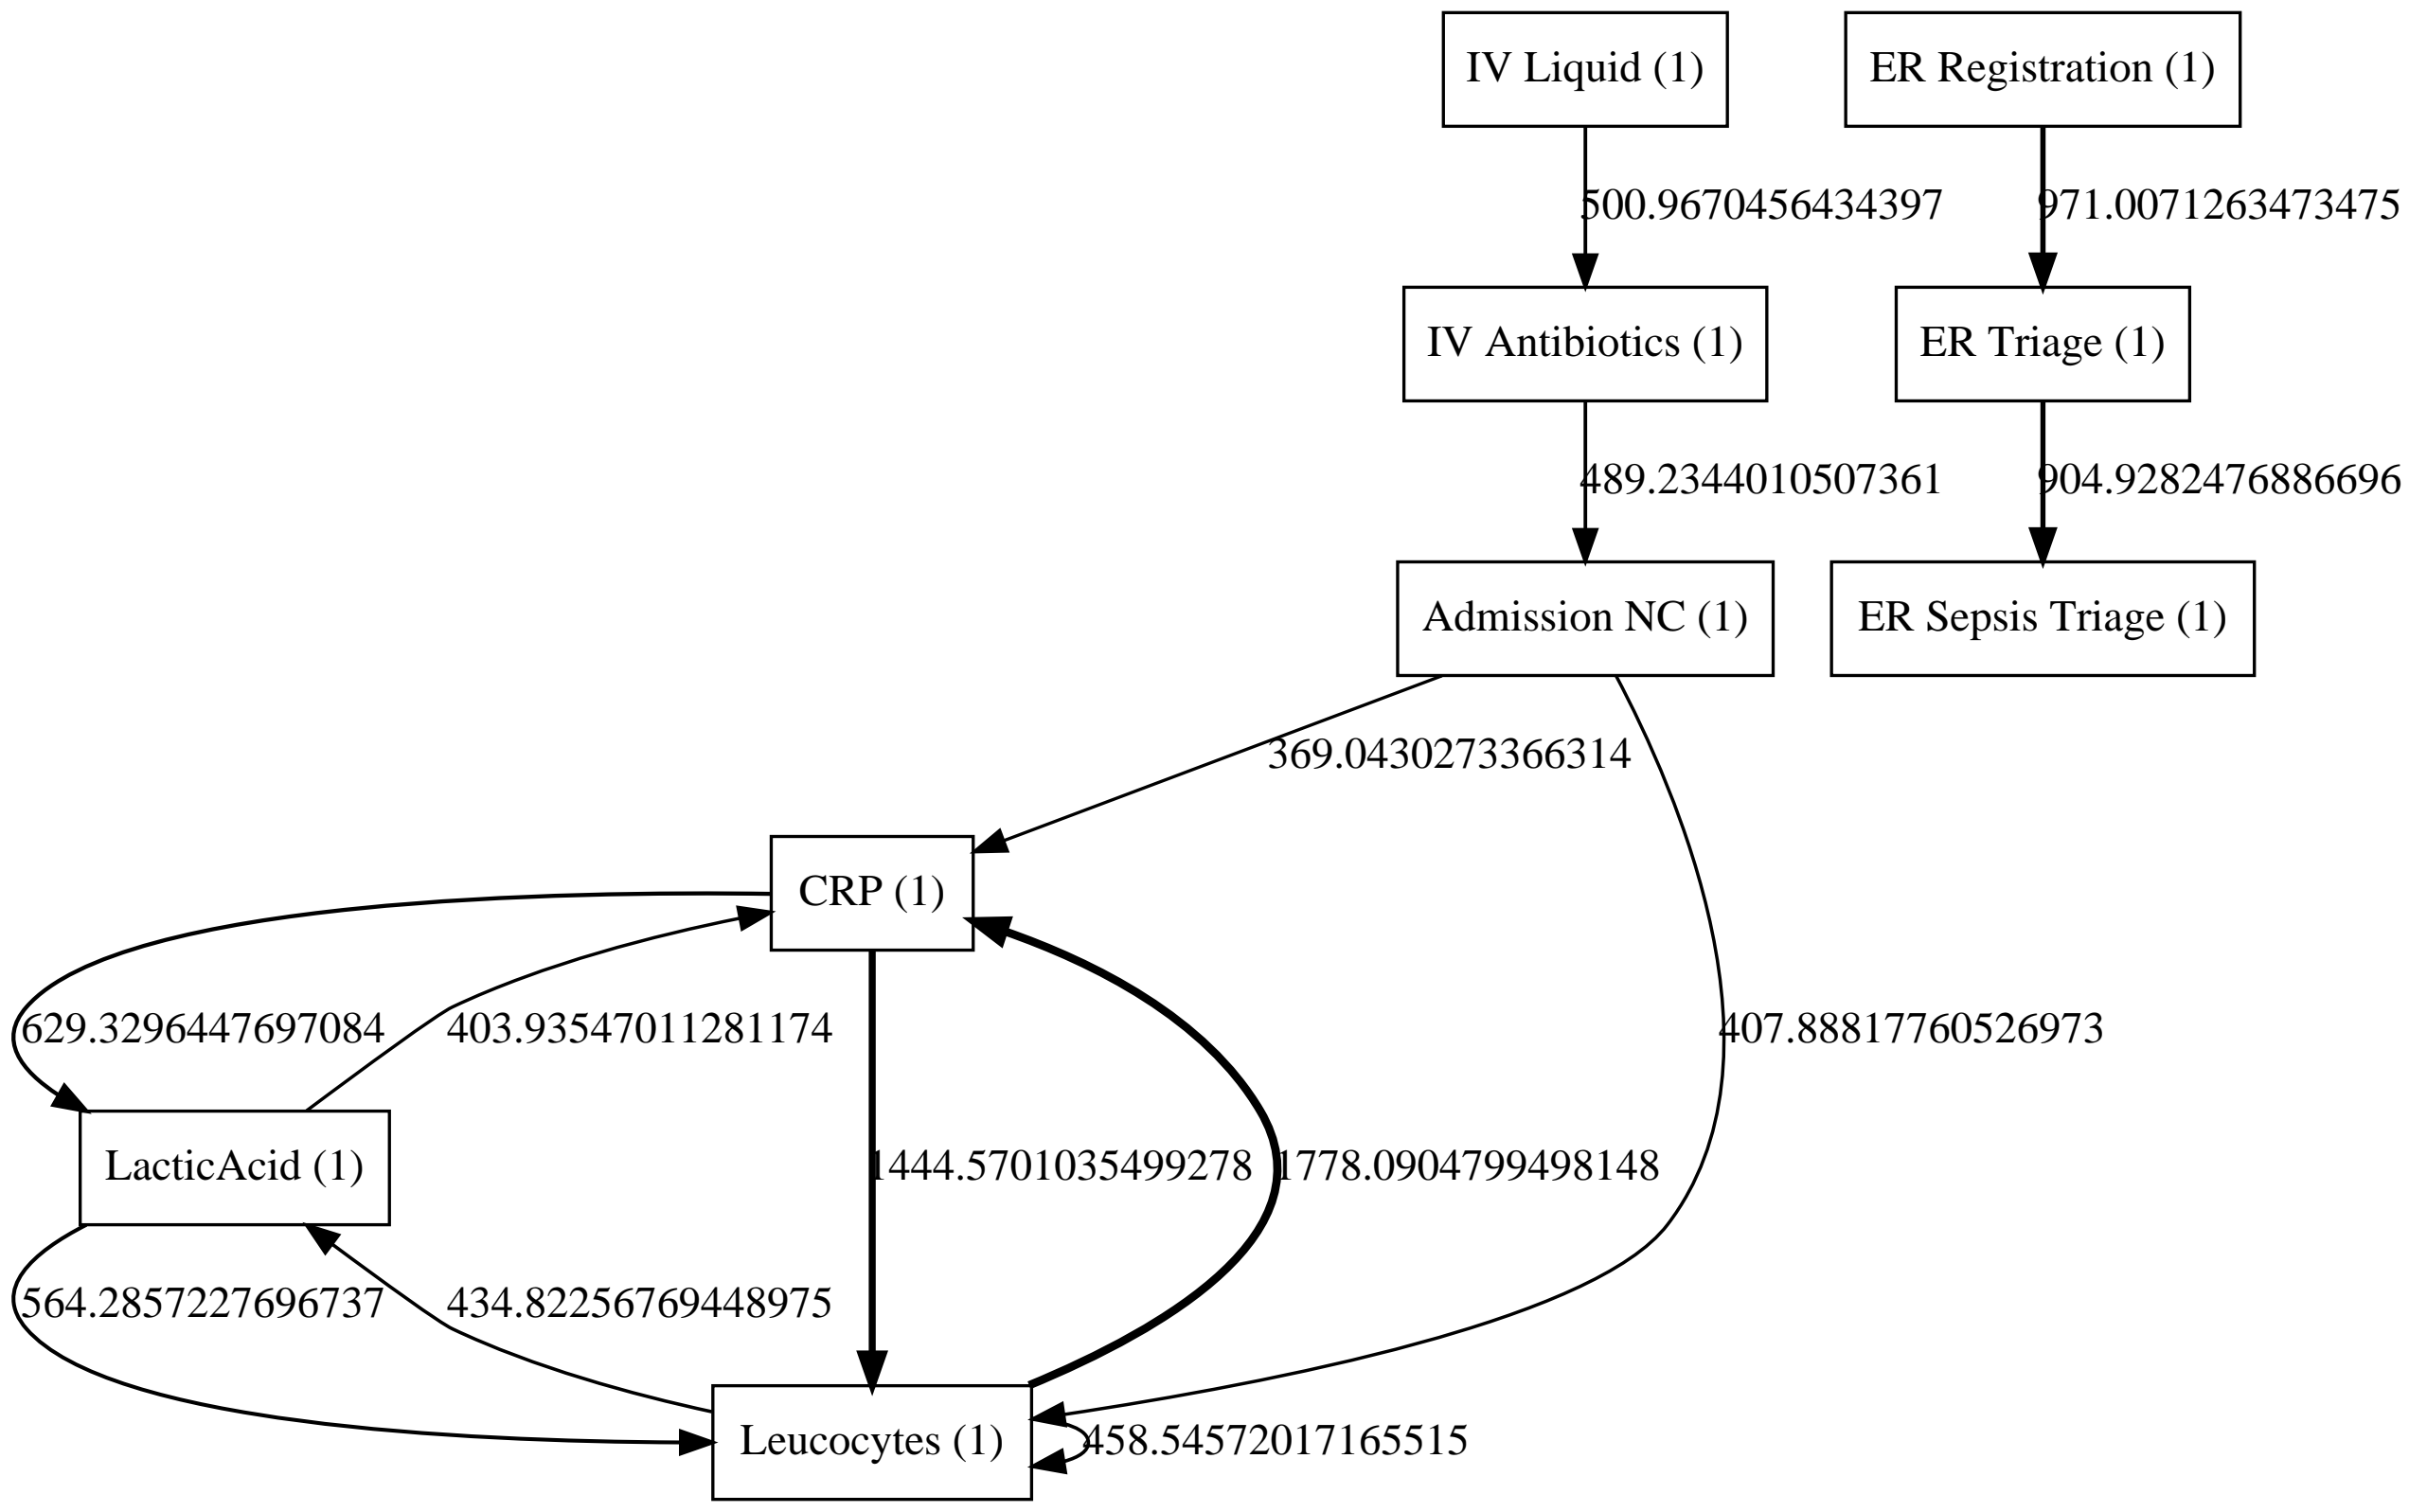 IV Liquid (1)
ER Registration (1)
500.9670456434397
971.0071263473475
IV Antibiotics (1)
ER Triage (1)
489.2344010507361
904.9282476886696
Admission NC (1)
ER Sepsis Triage (1)
369.0430273366314
CRP (1)
629.3296447697084
403.93547011281174
407.88817760526973
LacticAcid (1)
1444.5701035499278
1778.0904799498148
564.2857227696737
434.82256769448975
Leucocytes (1)
458.54572017165515